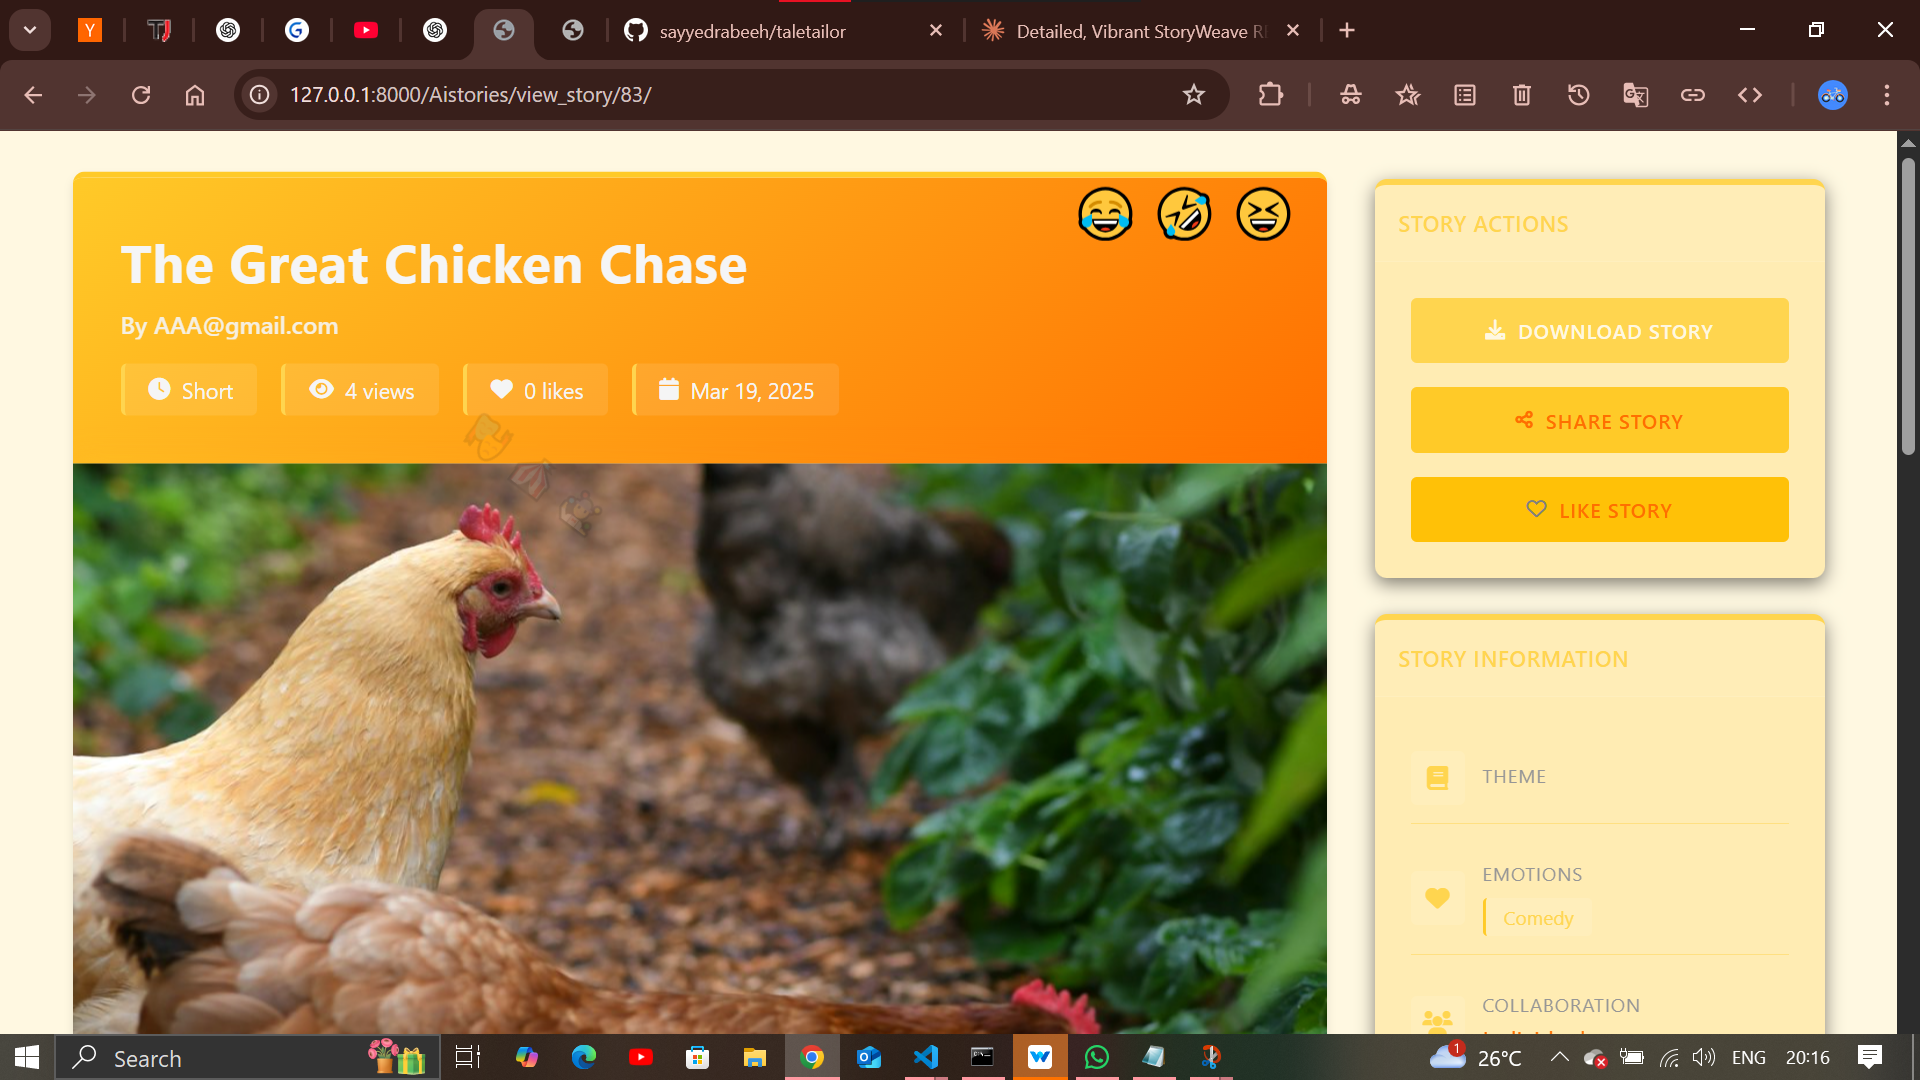 sayyedrabeeh/taletailor
Detailed, Vibrant StoryWeave
127.0.0.1:8000/Aistories/view_story/83/
The Great Chicken Chase
By AAA@gmail.com
Short
4 views
0 likes
Mar 19, 2025
STORY ACTIONS
DOWNLOAD STORY
SHARE STORY
LIKE STORY
STORY INFORMATION
THEME
EMOTIONS
Comedy
COLLABORATION
Search
1
26°C
ENG
20:16